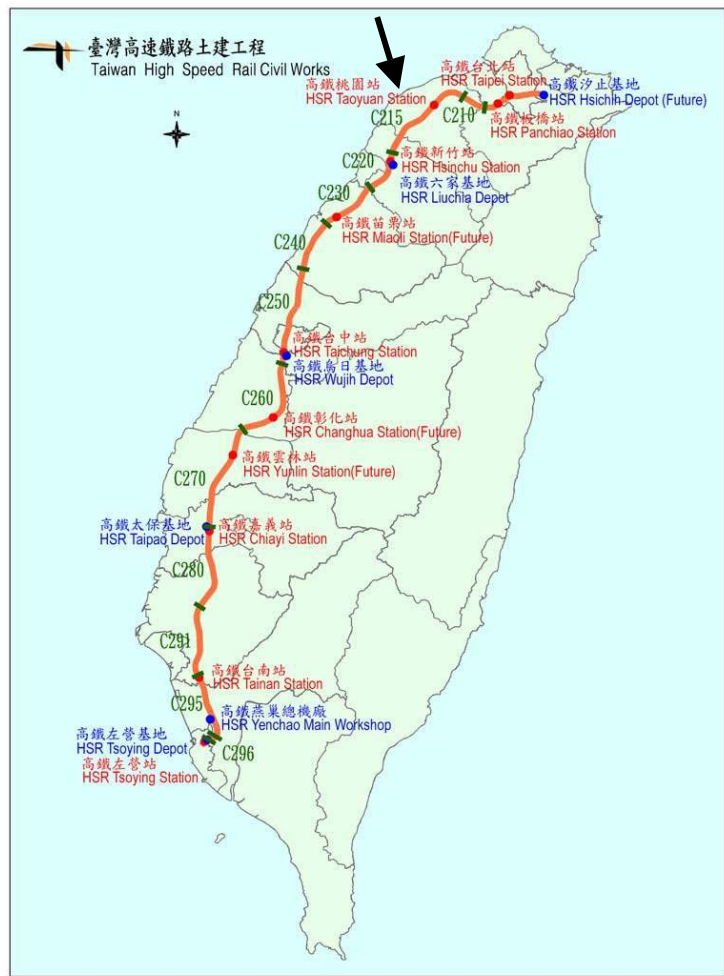 臺灣高速鐵路土建工程
Taiwan High Speed Rail Civil Works
N
高鐵台北站
HSR Taipei Station
高鐵汐止基地
HSR Hsichih Depot (Future)
高鐵桃園站
HSR Taoyuan Station
C215
C210
高鐵板橋站
HSR Panchiao Station
C220
高鐵新竹站
HSR Hsinchu Station
高鐵六家基地
HSR Liuchia Depot
C230
高鐵苗栗站
HSR Miaoli Station(Future)
C240
C250
高鐵台中站
HSR Taichung Station
高鐵烏日基地
HSR Wujih Depot
C260
高鐵彰化站
HSR Changhua Station(Future)
高鐵雲林站
HSR Yunlin Station(Future)
C270
高鐵太保基地
HSR Taipao Depot
高鐵嘉義站
HSR Chiayi Station
C280
C291
高鐵台南站
HSR Tainan Station
C295
高鐵燕巢總機廠
HSR Yenchao Main Workshop
高鐵左營基地
HSR Tsoying Depot
C296
高鐵左營站
HSR Tsoying Station